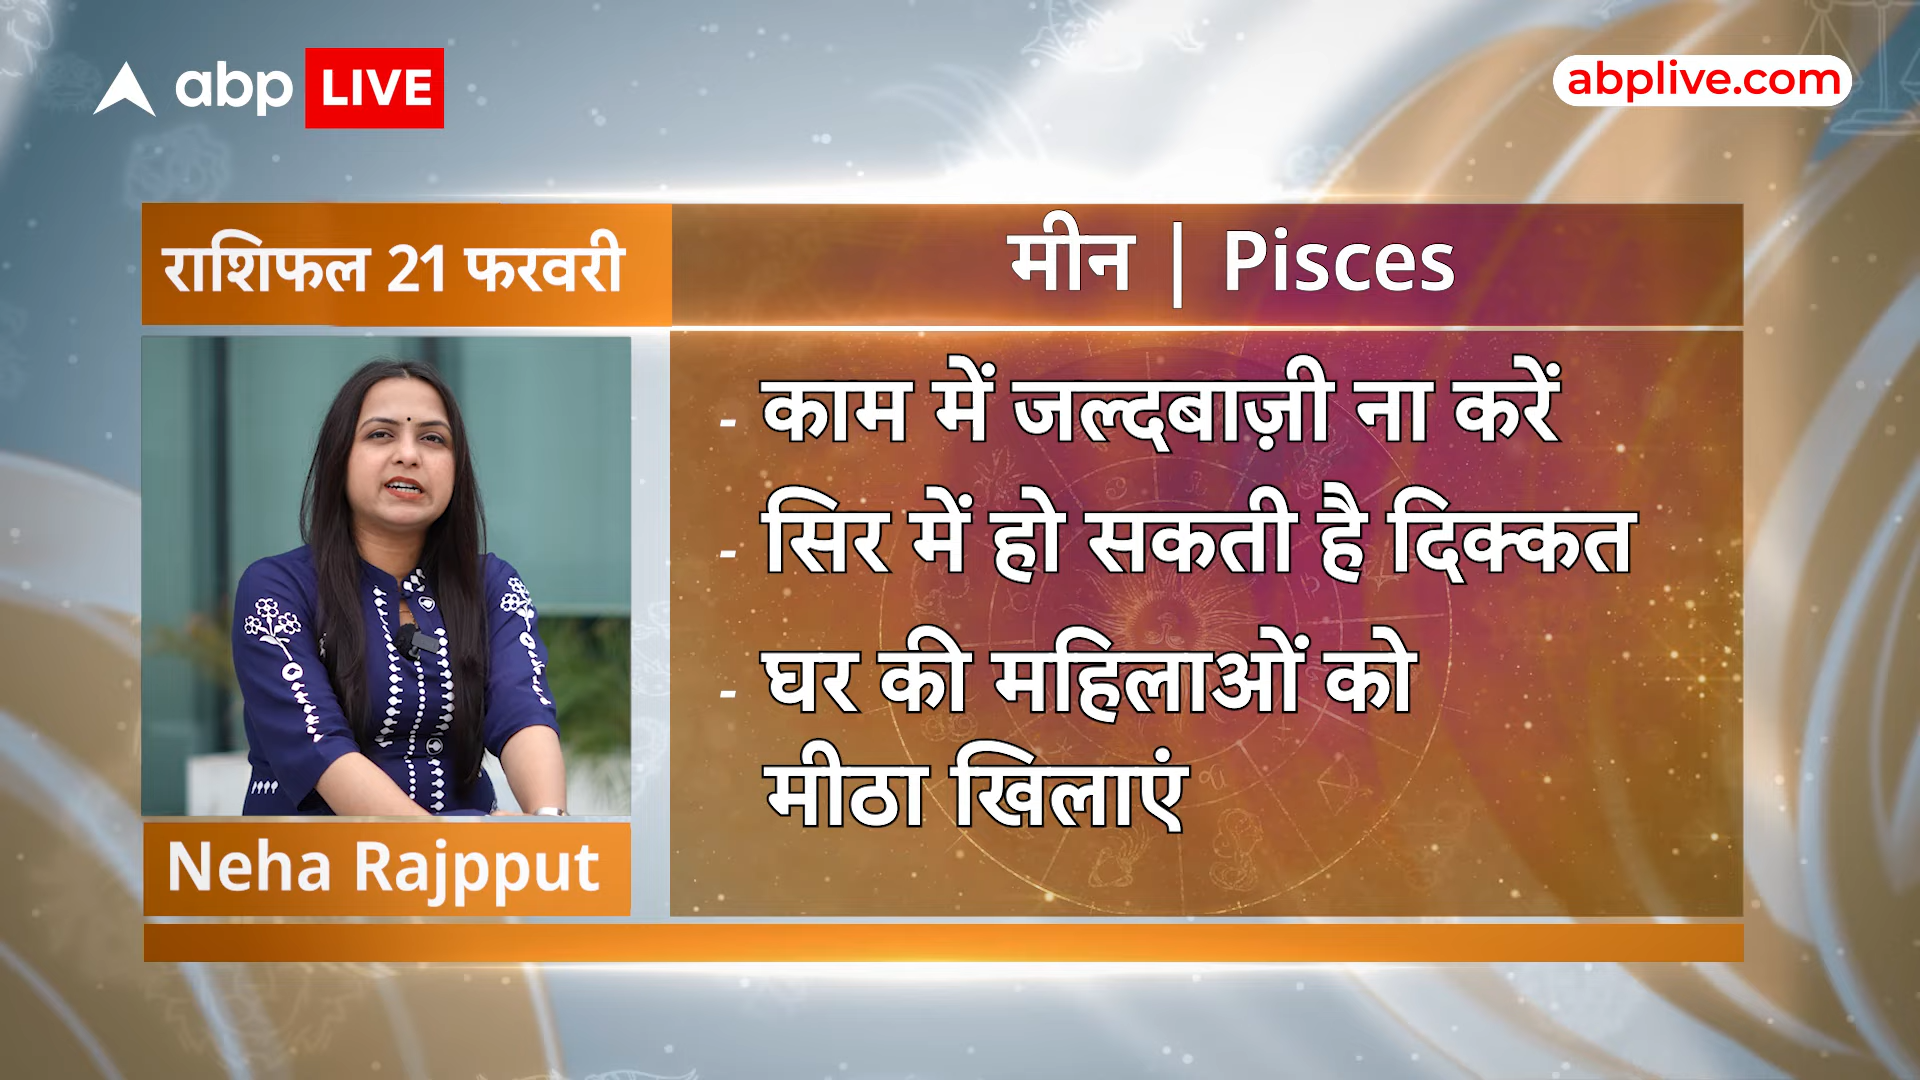 abp LIVE
abplive.com
राशिफल 21 फरवरी
मीन | Pisces
- काम में जल्दबाज़ी ना करें
- सिर में हो सकती है दिक्कत
- घर की महिलाओं को
मीठा खिलाएं
Neha Rajpput